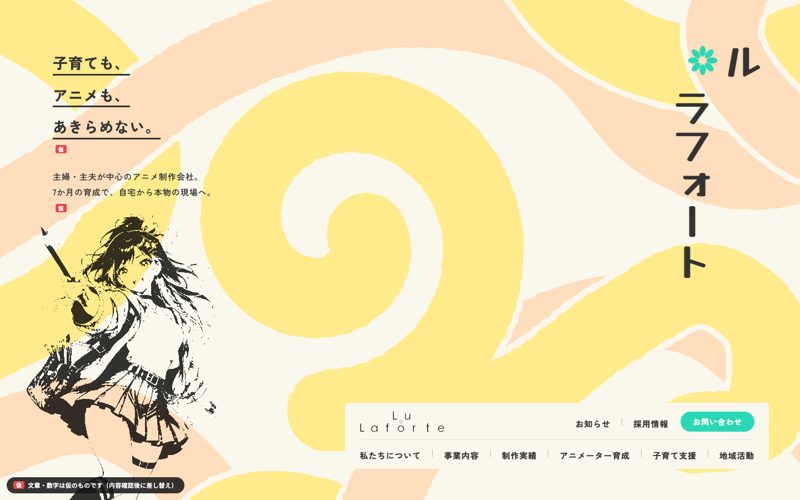 子育ても、
アニメも、
あきらめない。
仮
主婦・主夫が中心のアニメ制作会社。
7か月の育成で、自宅から本物の現場へ。
仮
ル
ラフォート
Lu
Laforte
お知らせ
採用情報
お問い合わせ
私たちについて
事業内容
制作実績
アニメーター育成
子育て支援
地域活動
仮 文章・数字は仮のものです（内容確認後に差し替え）